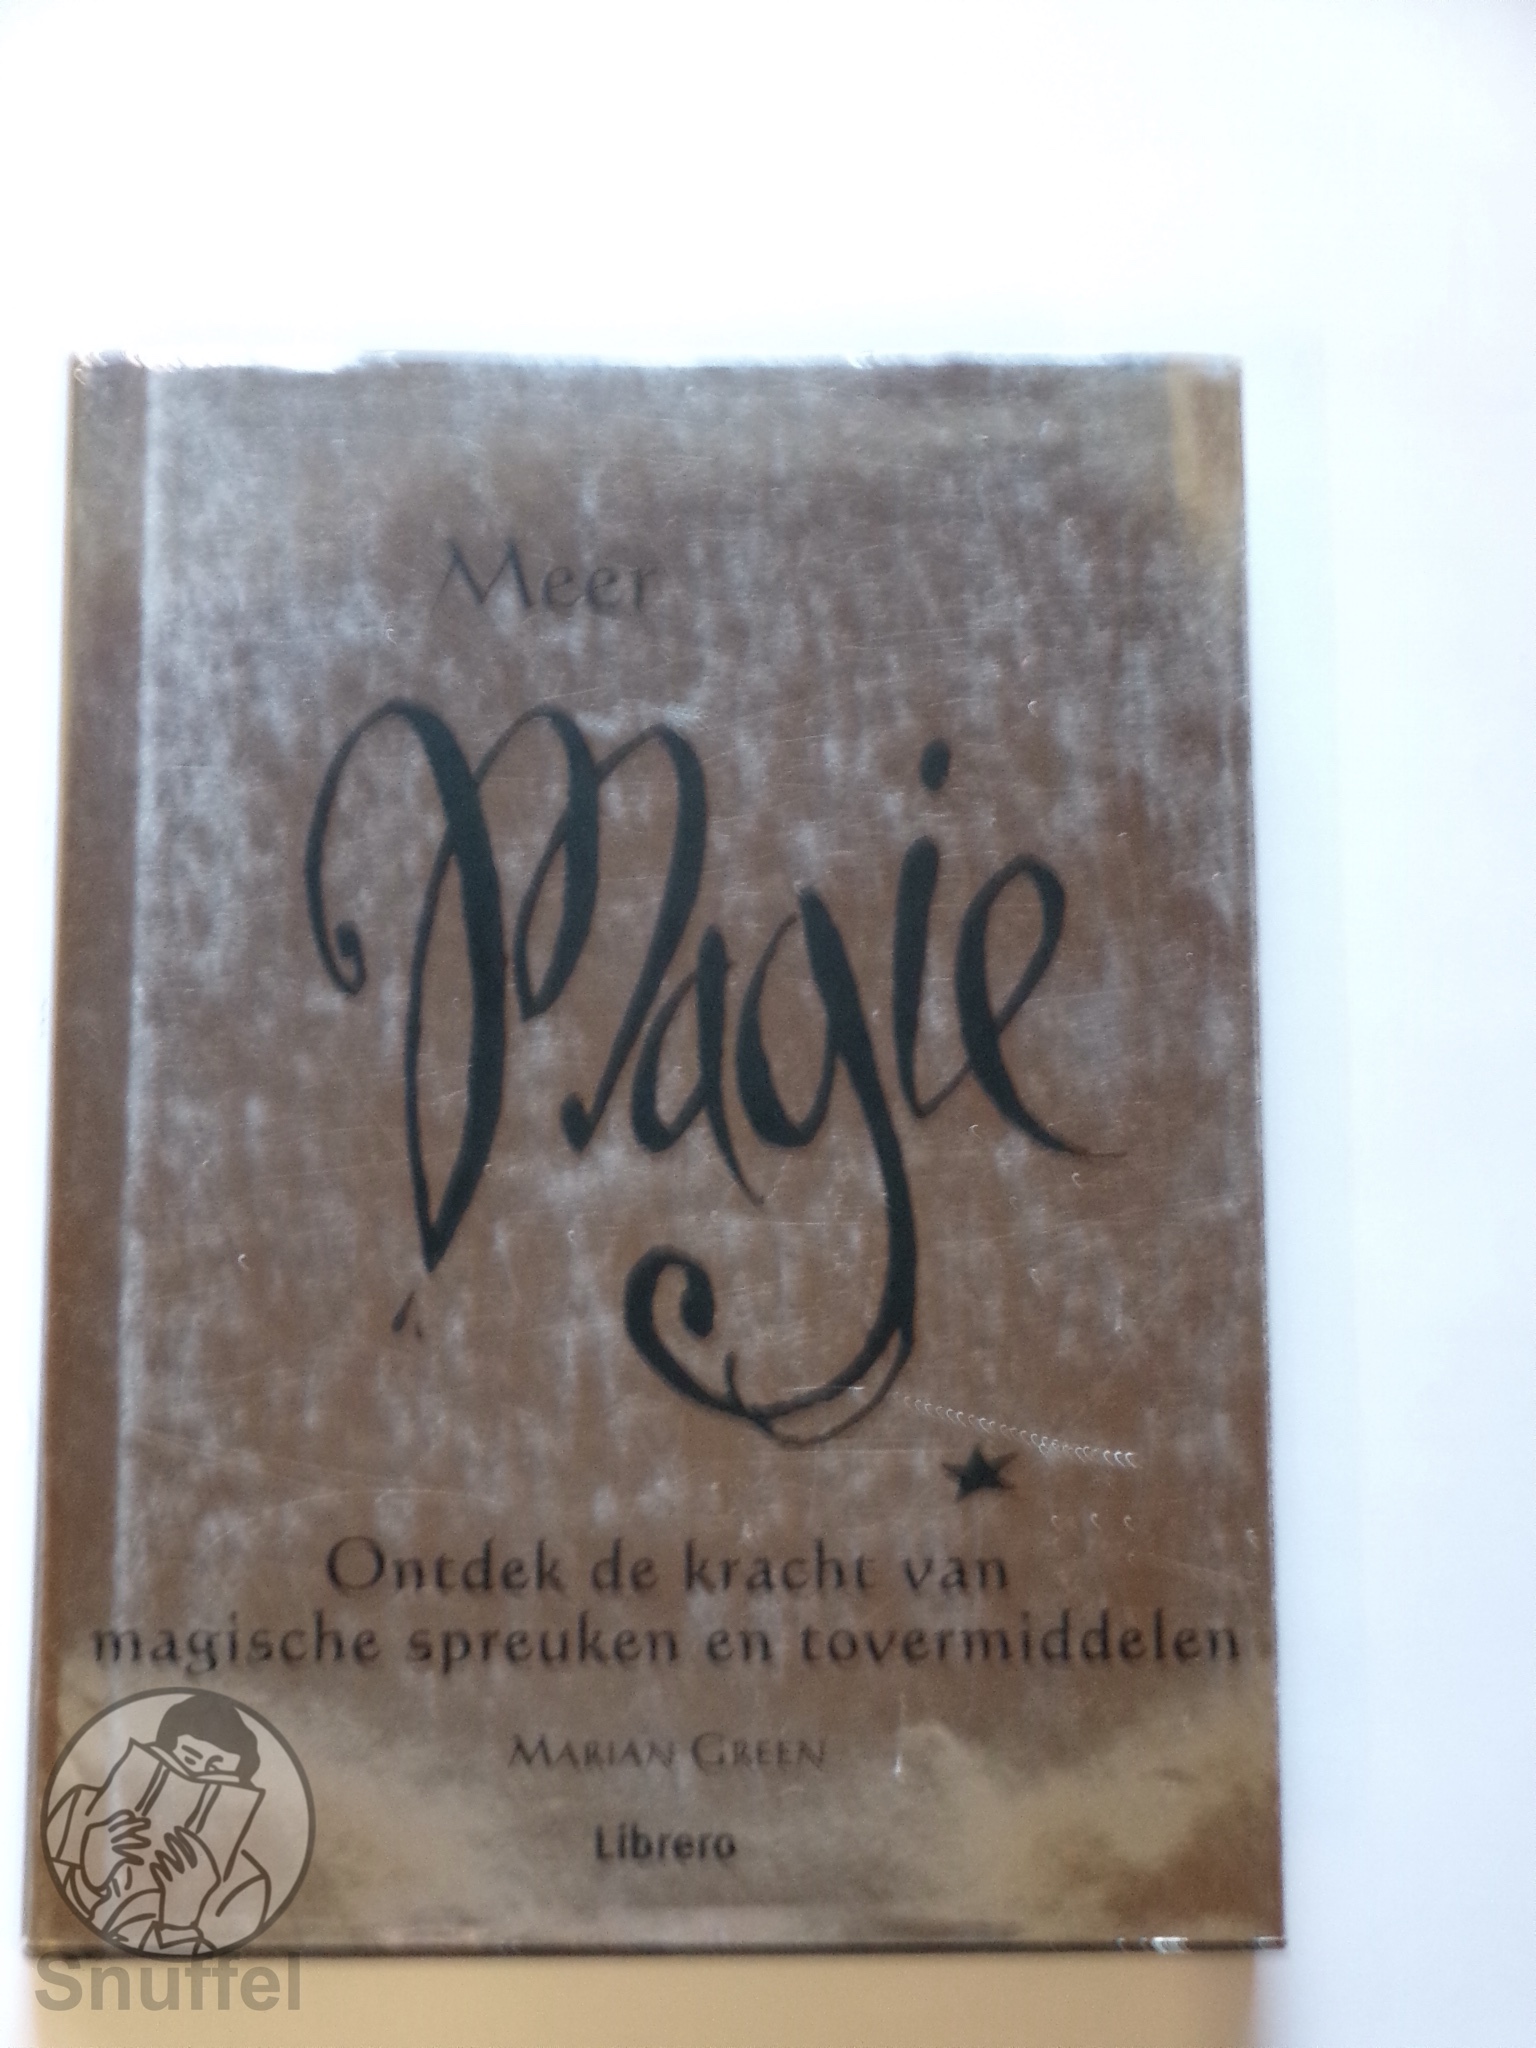 Meer
Magie
Ontdek de kracht van
magische spreuken en tovermiddelen
Marian Green
Librero
Snuffel